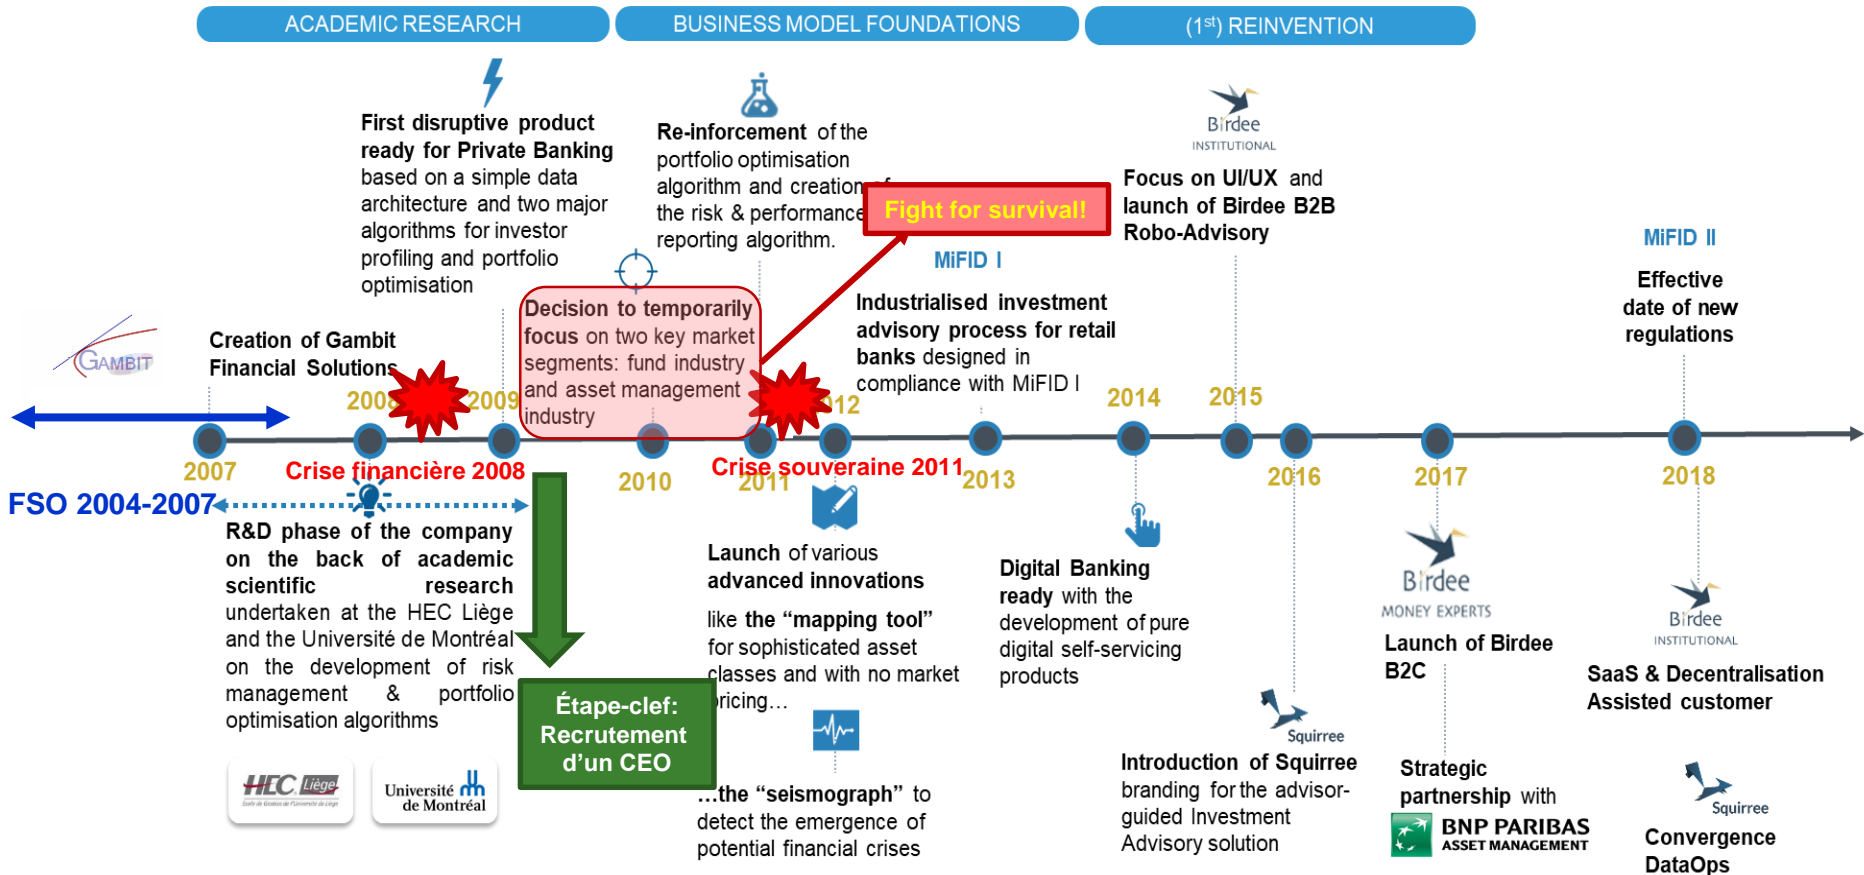 ACADEMIC RESEARCH
BUSINESS MODEL FOUNDATIONS
(1st) REINVENTION
First disruptive product
ready for Private Banking
based on a simple data
architecture and two major
algorithms for investor
profiling and portfolio
optimisation
Re-inforcement of the
portfolio optimisation
algorithm and creation of
the risk & performance
reporting algorithm.
Fight for survival!
Birdee
INSTITUTIONAL
Focus on UI/UX and
launch of Birdee B2B
Robo-Advisory
MiFID I
Industrialised investment
advisory process for retail
banks designed in
compliance with MiFID I
MiFID II
Effective
date of new
regulations
GAMBIT
Creation of Gambit
Financial Solutions
Decision to temporarily
focus on two key market
segments: fund industry
and asset management
industry
2008
2009
2012
2014
2015
2007
Crise financière 2008
2010
Crise souveraine 2011
2011
2013
2016
2017
2018
FSO 2004-2007
R&D phase of the company
on the back of academic
scientific research
undertaken at the HEC Liège
and the Université de Montréal
on the development of risk
management & portfolio
optimisation algorithms
HEC Liège
Ecole de Gestion de l'Université de Liège
Université
de Montréal
Étape-clef:
Recrutement
d'un CEO
Launch of various
advanced innovations
like the “mapping tool”
for sophisticated asset
classes and with no market
pricing…
…the “seismograph” to
detect the emergence of
potential financial crises
Digital Banking
ready with the
development of pure
digital self-servicing
products
Squirree
Introduction of Squirree
branding for the advisor-
guided Investment
Advisory solution
Birdee
MONEY EXPERTS
Launch of Birdee
B2C
Strategic
partnership with
BNP PARIBAS
ASSET MANAGEMENT
Birdee
INSTITUTIONAL
SaaS & Decentralisation
Assisted customer
Squirree
Convergence
DataOps